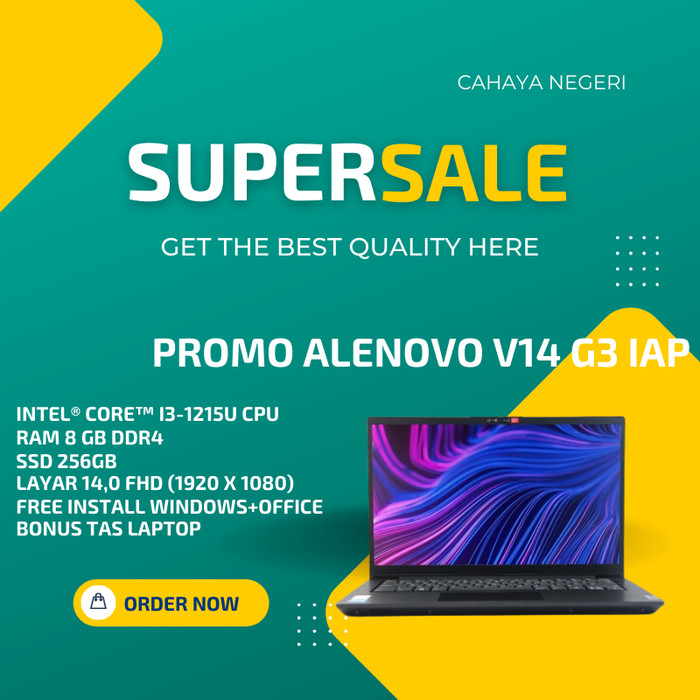 CAHAYA NEGERI
SUPERSALE
GET THE BEST QUALITY HERE
PROMO ALENOVO V14 G3 IAP
INTEL® CORE™ I3-1215U CPU
RAM 8 GB DDR4
SSD 256GB
LAYAR 14,0 FHD (1920 X 1080)
FREE INSTALL WINDOWS+OFFICE
BONUS TAS LAPTOP
ORDER NOW